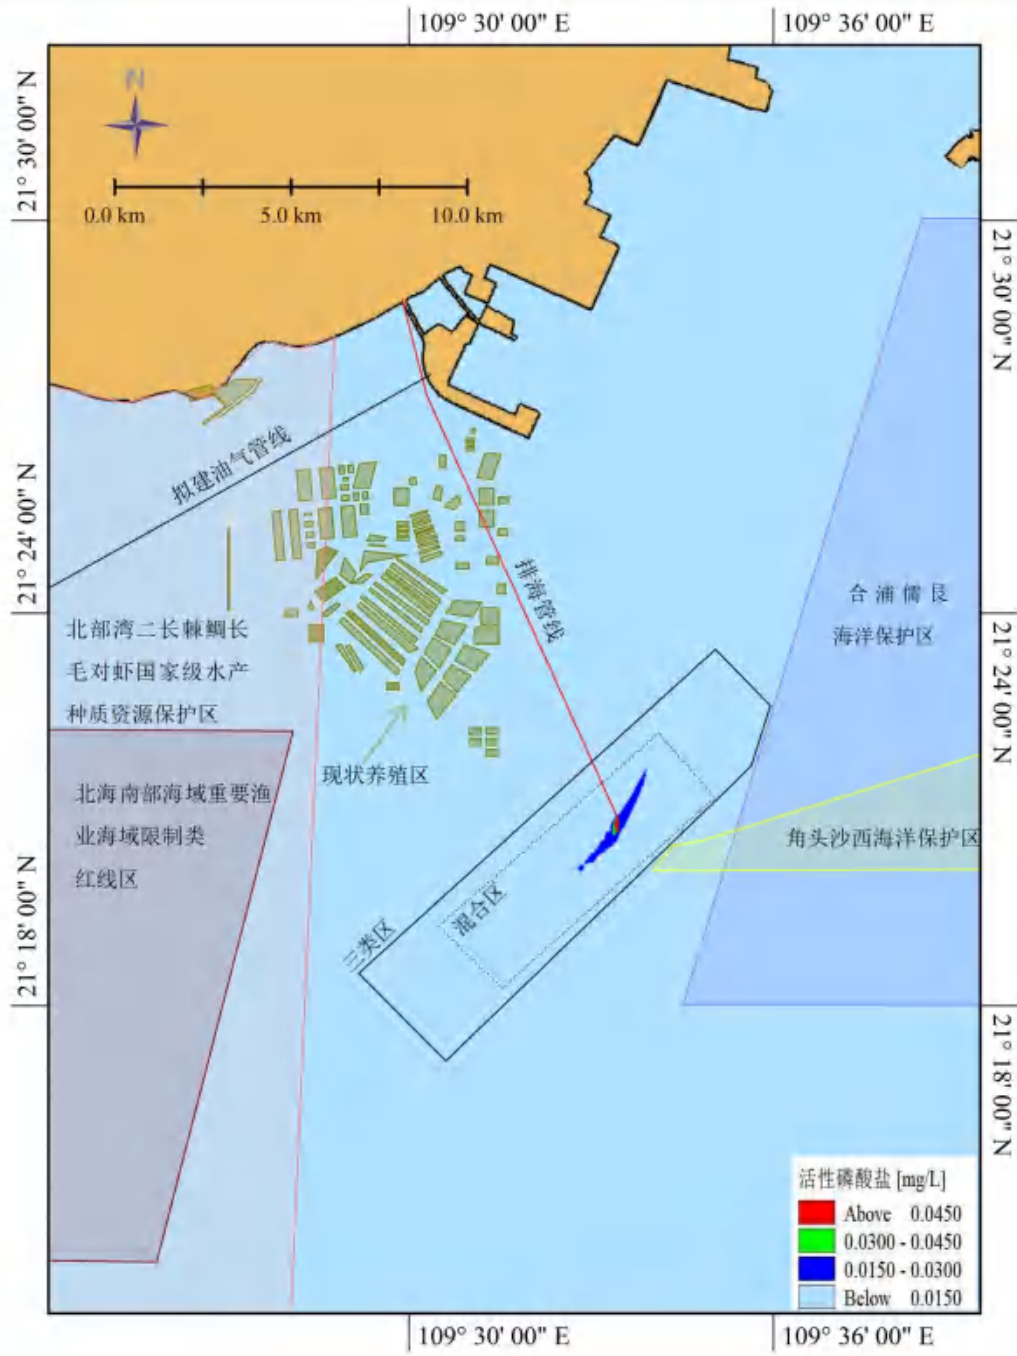 109° 30' 00" E
109° 36' 00" E
N
21° 30' 00" N
0.0 km
5.0 km
10.0 km
21° 30' 00" N
拟建油气管线
21° 24' 00" N
排海管线
合浦儒艮
海洋保护区
北部湾二长棘鲷长
毛对虾国家级水产
种质资源保护区
21° 24' 00" N
现状养殖区
北海南部海域重要渔
业海域限制类
红线区
角头沙西海洋保护区
混合区
三类区
21° 18' 00" N
21° 18' 00" N
活性磷酸盐 [mg/L]
Above 0.0450
0.0300 - 0.0450
0.0150 - 0.0300
Below 0.0150
109° 30' 00" E
109° 36' 00" E